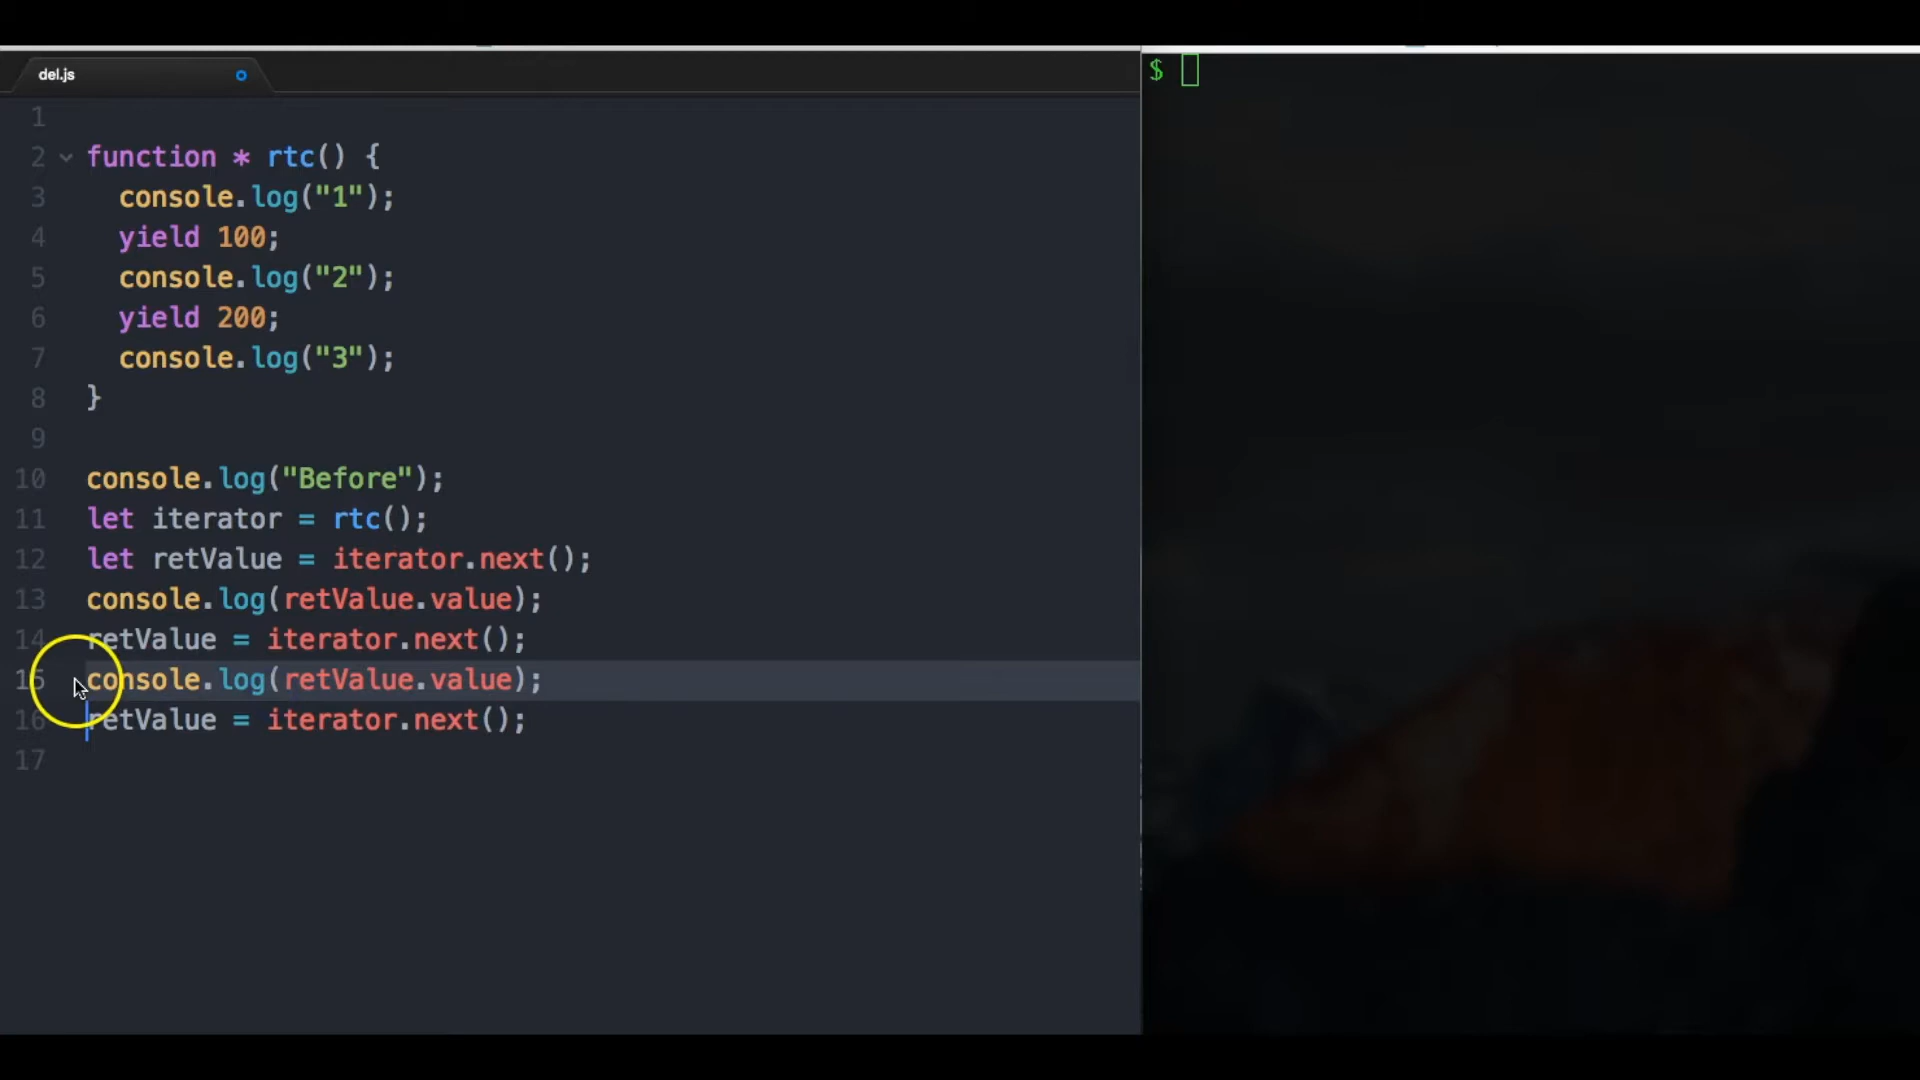 del.js
1
2 function * rtc() {
3 console.log("1");
4 yield 100;
5 console.log("2");
6 yield 200;
7 console.log("3");
8 }
9
10 console.log("Before");
11 let iterator = rtc();
12 let retValue = iterator.next();
13 console.log(retValue.value);
14 retValue = iterator.next();
15 console.log(retValue.value);
16 retValue = iterator.next();
17
$